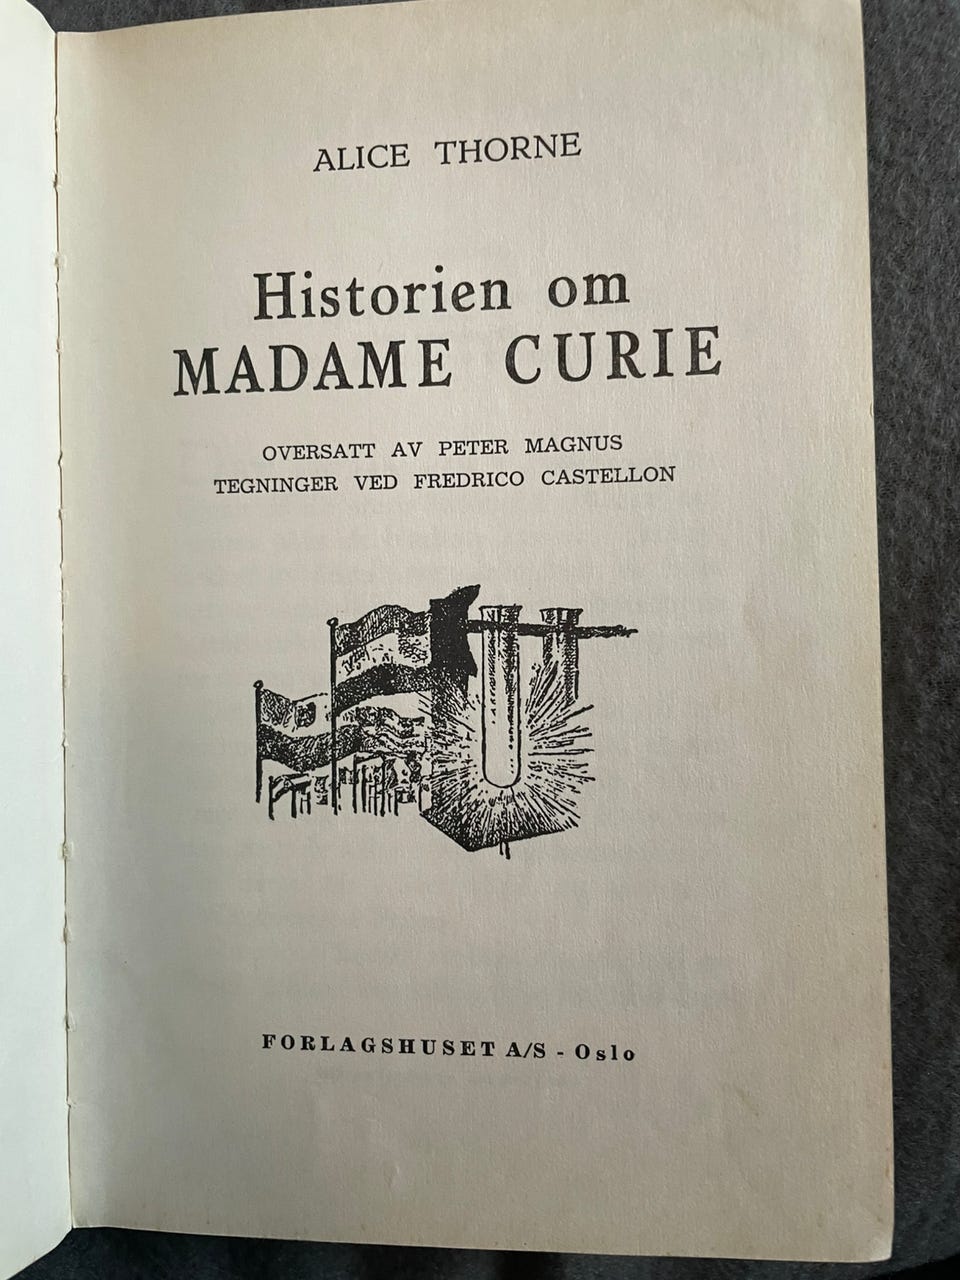 ALICE THORNE
Historien om
MADAME CURIE
OVERSATT AV PETER MAGNUS
TEGNINGER VED FREDRICO CASTELLON
FORLAGSHUSET A/S - Oslo